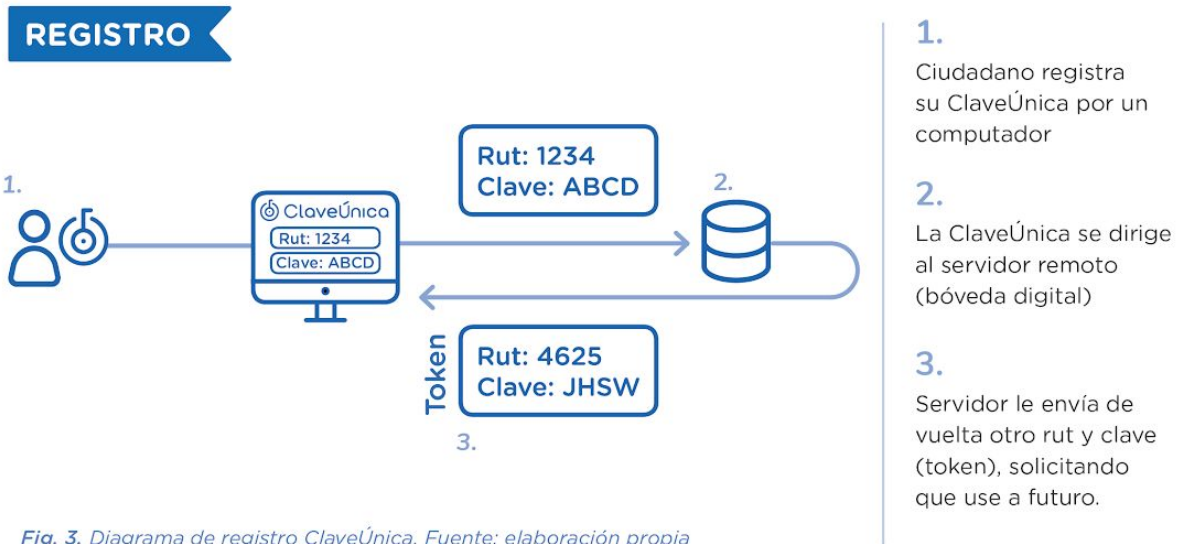 REGISTRO
1.
ClaveÚnica
Rut: 1234
Clave: ABCD
Rut: 1234
Clave: ABCD
2.
Token
Rut: 4625
Clave: JHSW
3.
Fig. 3. Diagrama de registro ClaveÚnica. Fuente: elaboración propia
1.
Ciudadano registra
su ClaveÚnica por un
computador
2.
La ClaveÚnica se dirige
al servidor remoto
(bóveda digital)
3.
Servidor le envía de
vuelta otro rut y clave
(token), solicitando
que use a futuro.